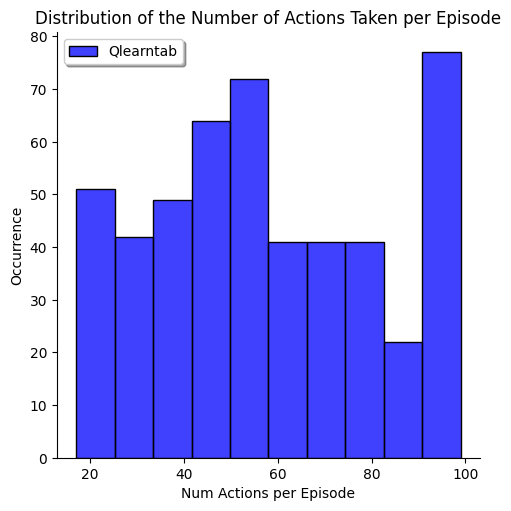 Distribution of the Number of Actions Taken per Episode
Qlearntab
80
70
60
50
40
30
20
10
0
Occurrence
20 40 60 80 100
Num Actions per Episode